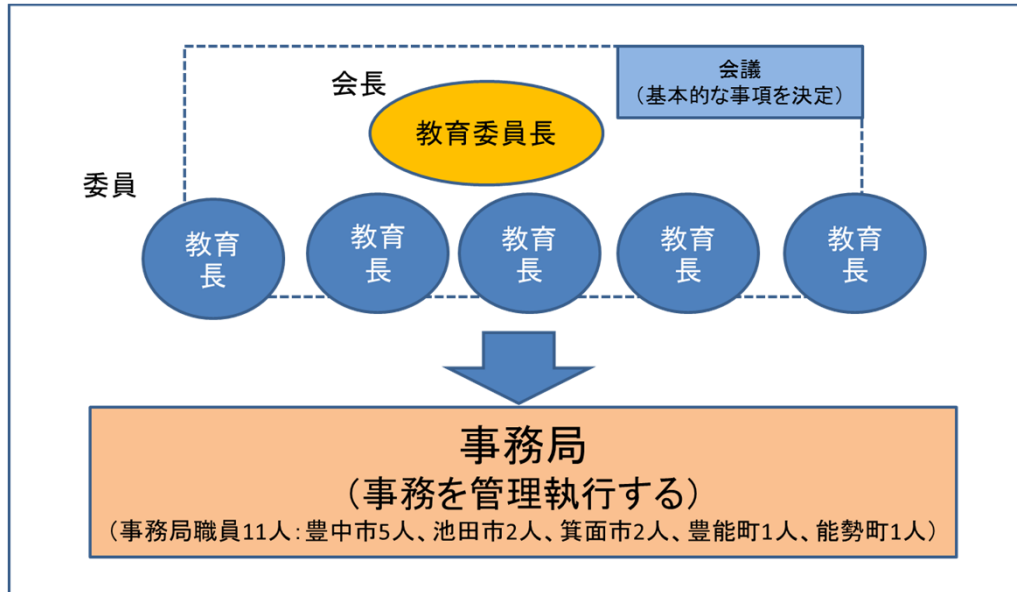 会議
（基本的な事項を決定）
会長
教育委員長
委員
教育
長
教育
長
教育
長
教育
長
教育
長
事務局
（事務を管理執行する）
（事務局職員11人：豊中市5人、池田市2人、箕面市2人、豊能町1人、能勢町1人）